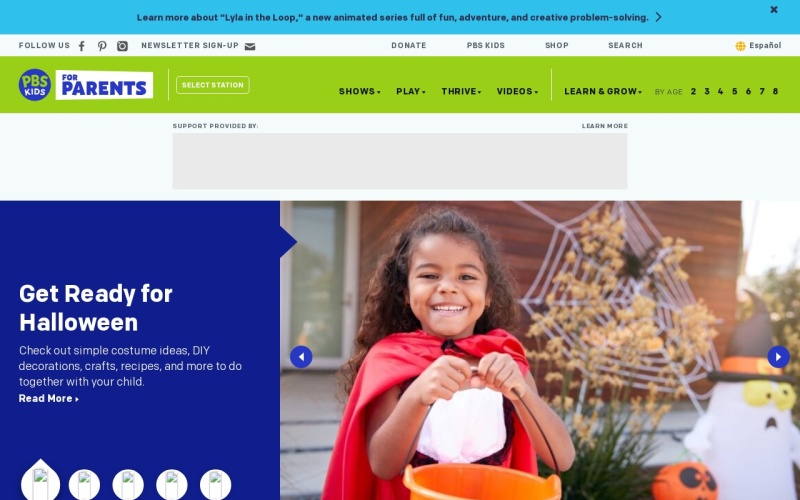 Learn more about "Lyla in the Loop," a new animated series full of fun, adventure, and creative problem-solving.
FOLLOW US NEWSLETTER SIGN-UP DONATE PBS KIDS SHOP SEARCH Español
PBS KIDS FOR PARENTS
SELECT STATION
SHOWS PLAY THRIVE VIDEOS LEARN & GROW BY AGE 2 3 4 5 6 7 8
SUPPORT PROVIDED BY: LEARN MORE
Get Ready for
Halloween
Check out simple costume ideas, DIY
decorations, crafts, recipes, and more to do
together with your child.
Read More